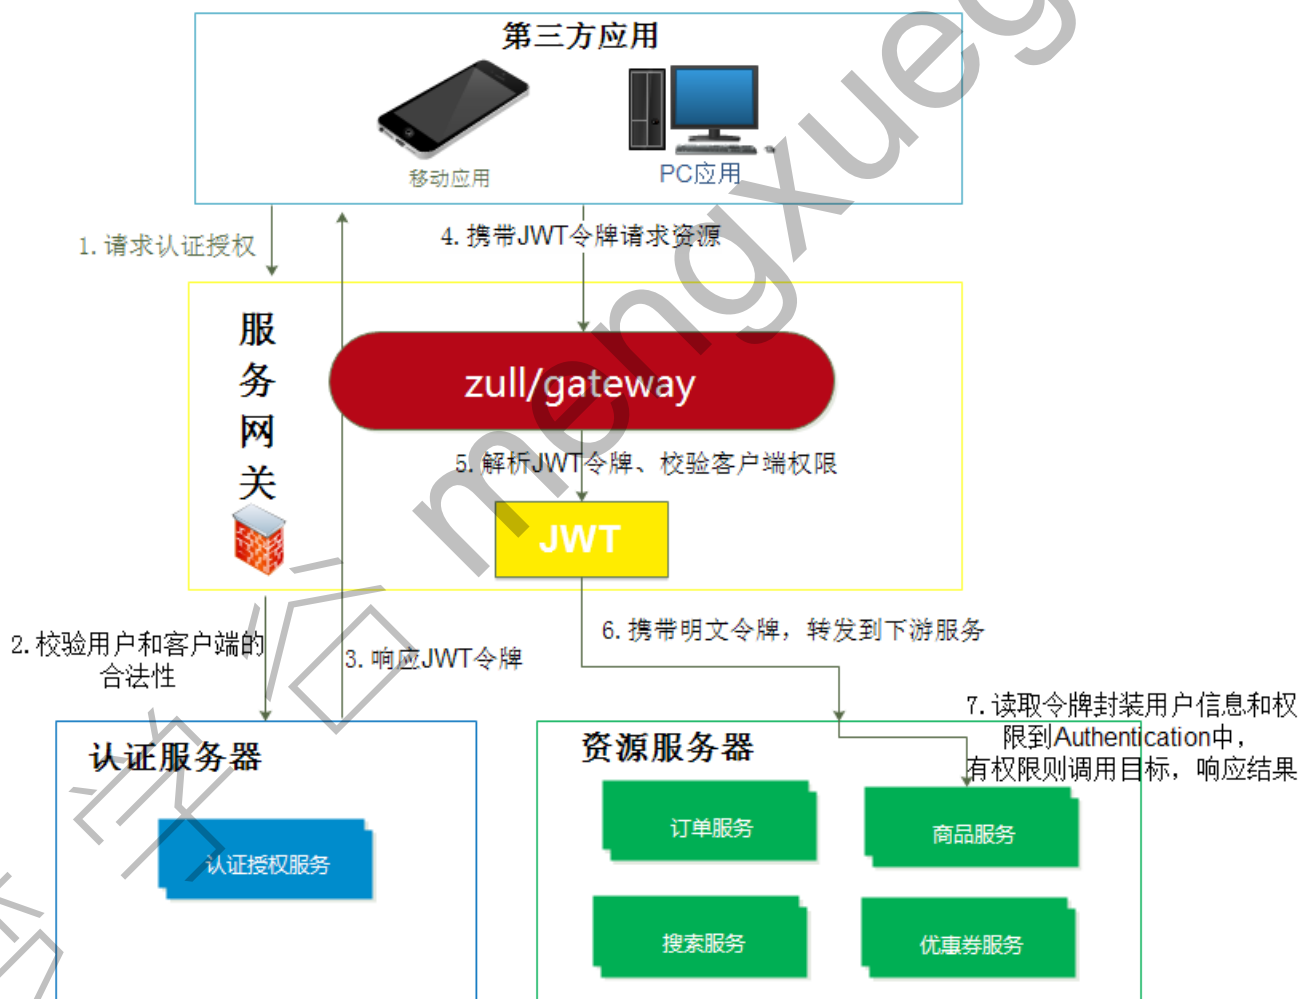 第三方应用
移动应用
PC应用
1.请求认证授权
4.携带JWT令牌请求资源
服
务
网
关
zull/gateway
5.解析JWT令牌、校验客户端权限
JWT
2.校验用户和客户端的
合法性
3.响应JWT令牌
6.携带明文令牌，转发到下游服务
7.读取令牌封装用户信息和权
限到Authentication中，
有权限则调用目标，响应结果
认证服务器
认证授权服务
资源服务器
订单服务
商品服务
搜索服务
优惠券服务
学谷 mengxueg